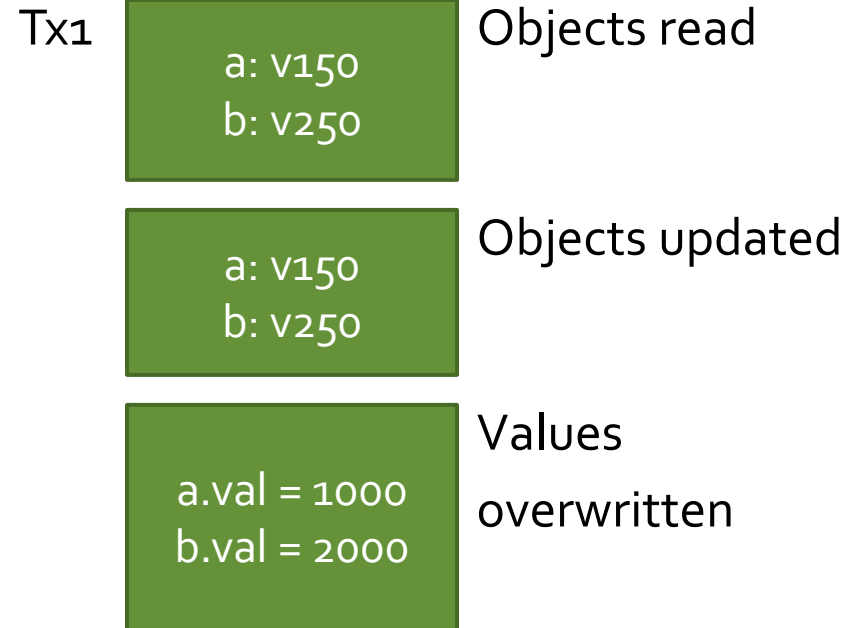 Tx1
a: v150
b: v250
Objects read
a: v150
b: v250
Objects updated
a.val = 1000
b.val = 2000
Values
overwritten